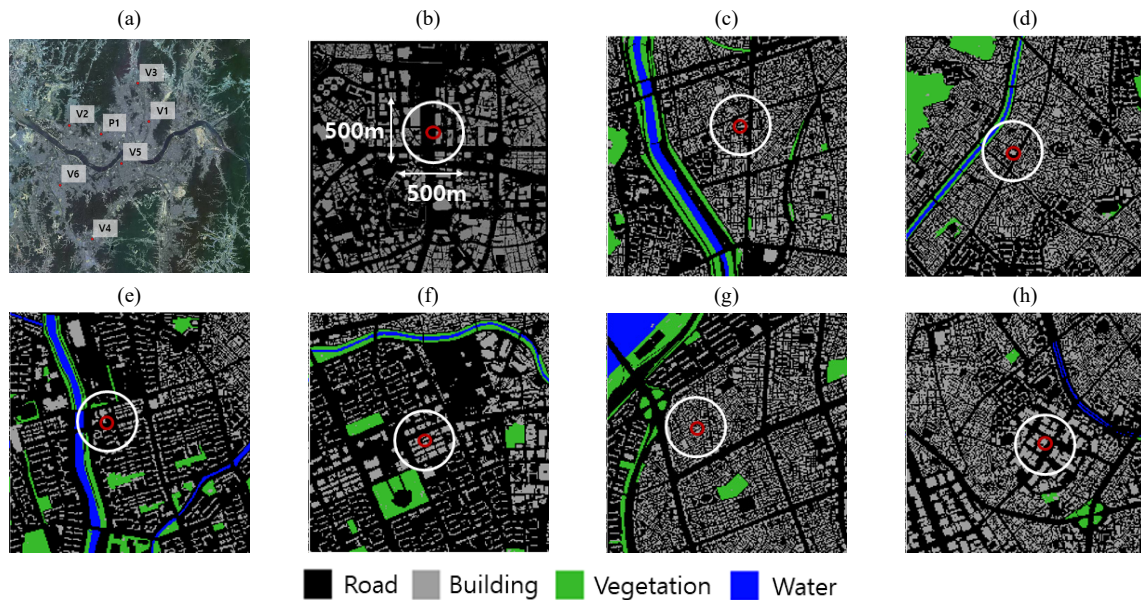 (a) (b) (c) (d)
V3
V2 V1
P1
V5
V6
V4
500m
500m
(e) (f) (g) (h)
Road Building Vegetation Water